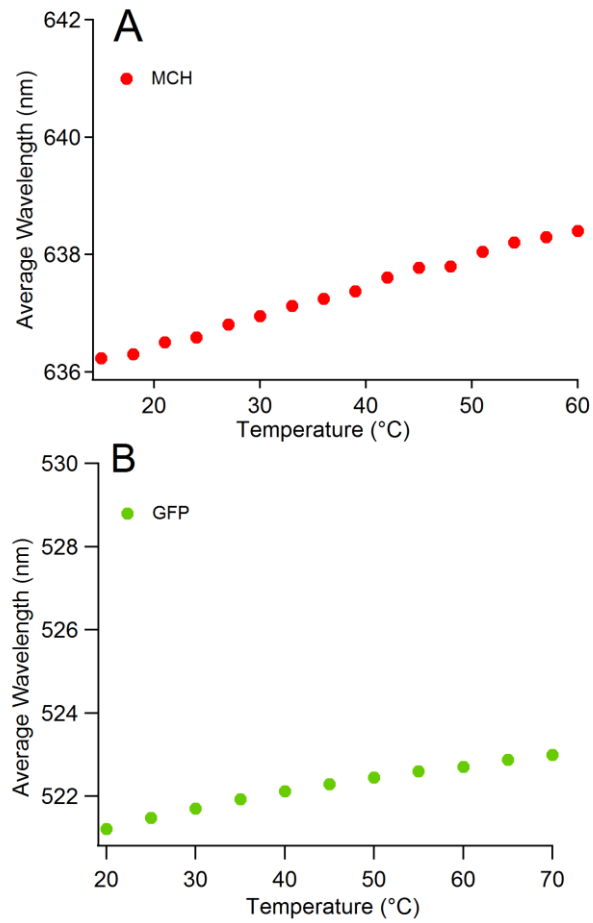 A
642
MCH
640
638
636
Average Wavelength (nm)
20 30 40 50 60
Temperature (°C)
B
530
GFP
528
526
524
522
Average Wavelength (nm)
20 30 40 50 60 70
Temperature (°C)